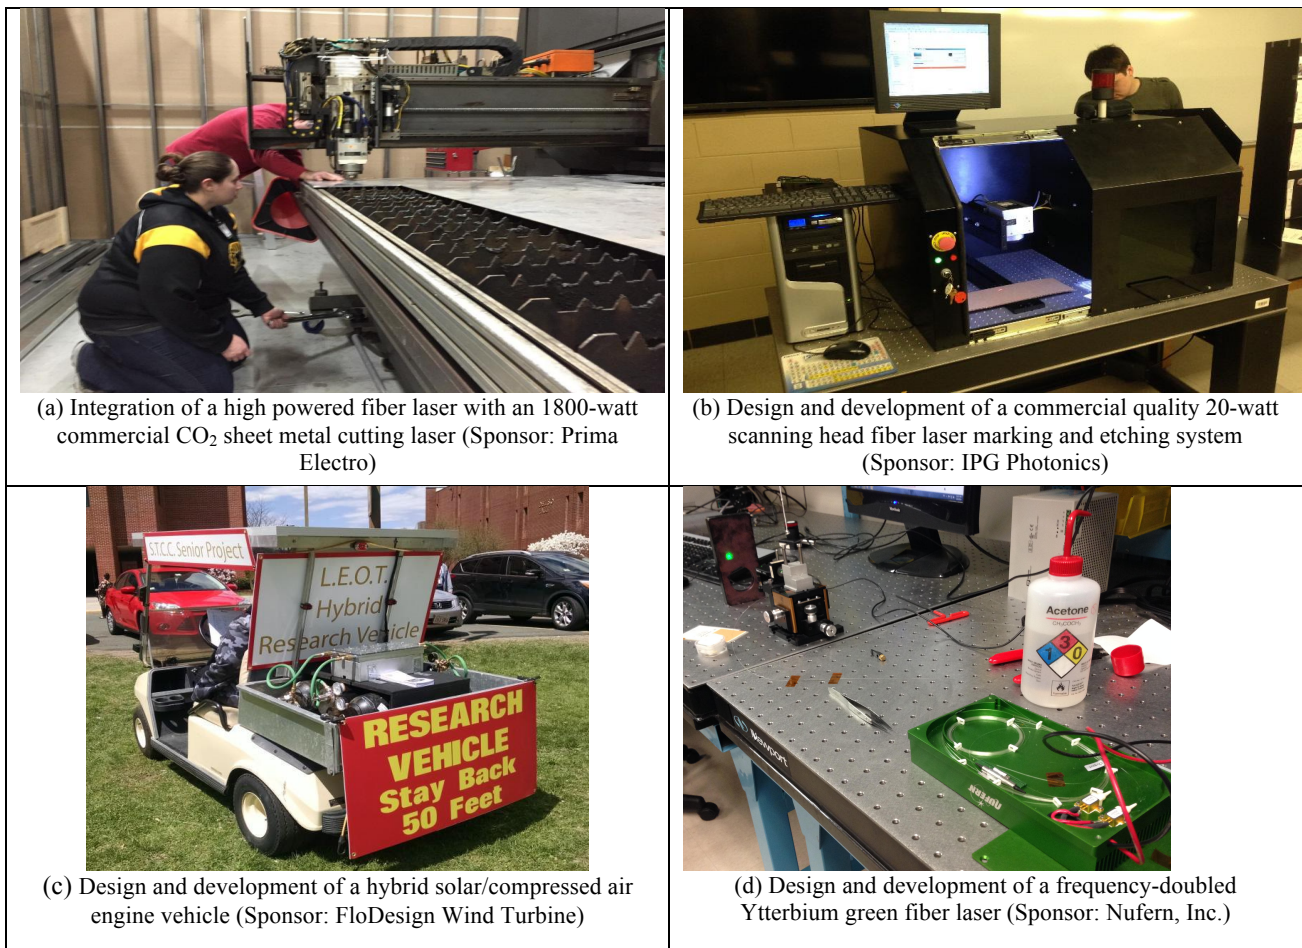 (a) Integration of a high powered fiber laser with an 1800-watt
commercial CO₂ sheet metal cutting laser (Sponsor: Prima
Electro)
(b) Design and development of a commercial quality 20-watt
scanning head fiber laser marking and etching system
(Sponsor: IPG Photonics)
S.T.C.C. Senior Project
L.E.O.T.
Hybrid
Research Vehicle
RESEARCH
VEHICLE
Stay Back
50 Feet
(c) Design and development of a hybrid solar/compressed air
engine vehicle (Sponsor: FloDesign Wind Turbine)
Acetone
CH₃COCH₃
3
1
0
Newport
NUFERN
(d) Design and development of a frequency-doubled
Ytterbium green fiber laser (Sponsor: Nufern, Inc.)